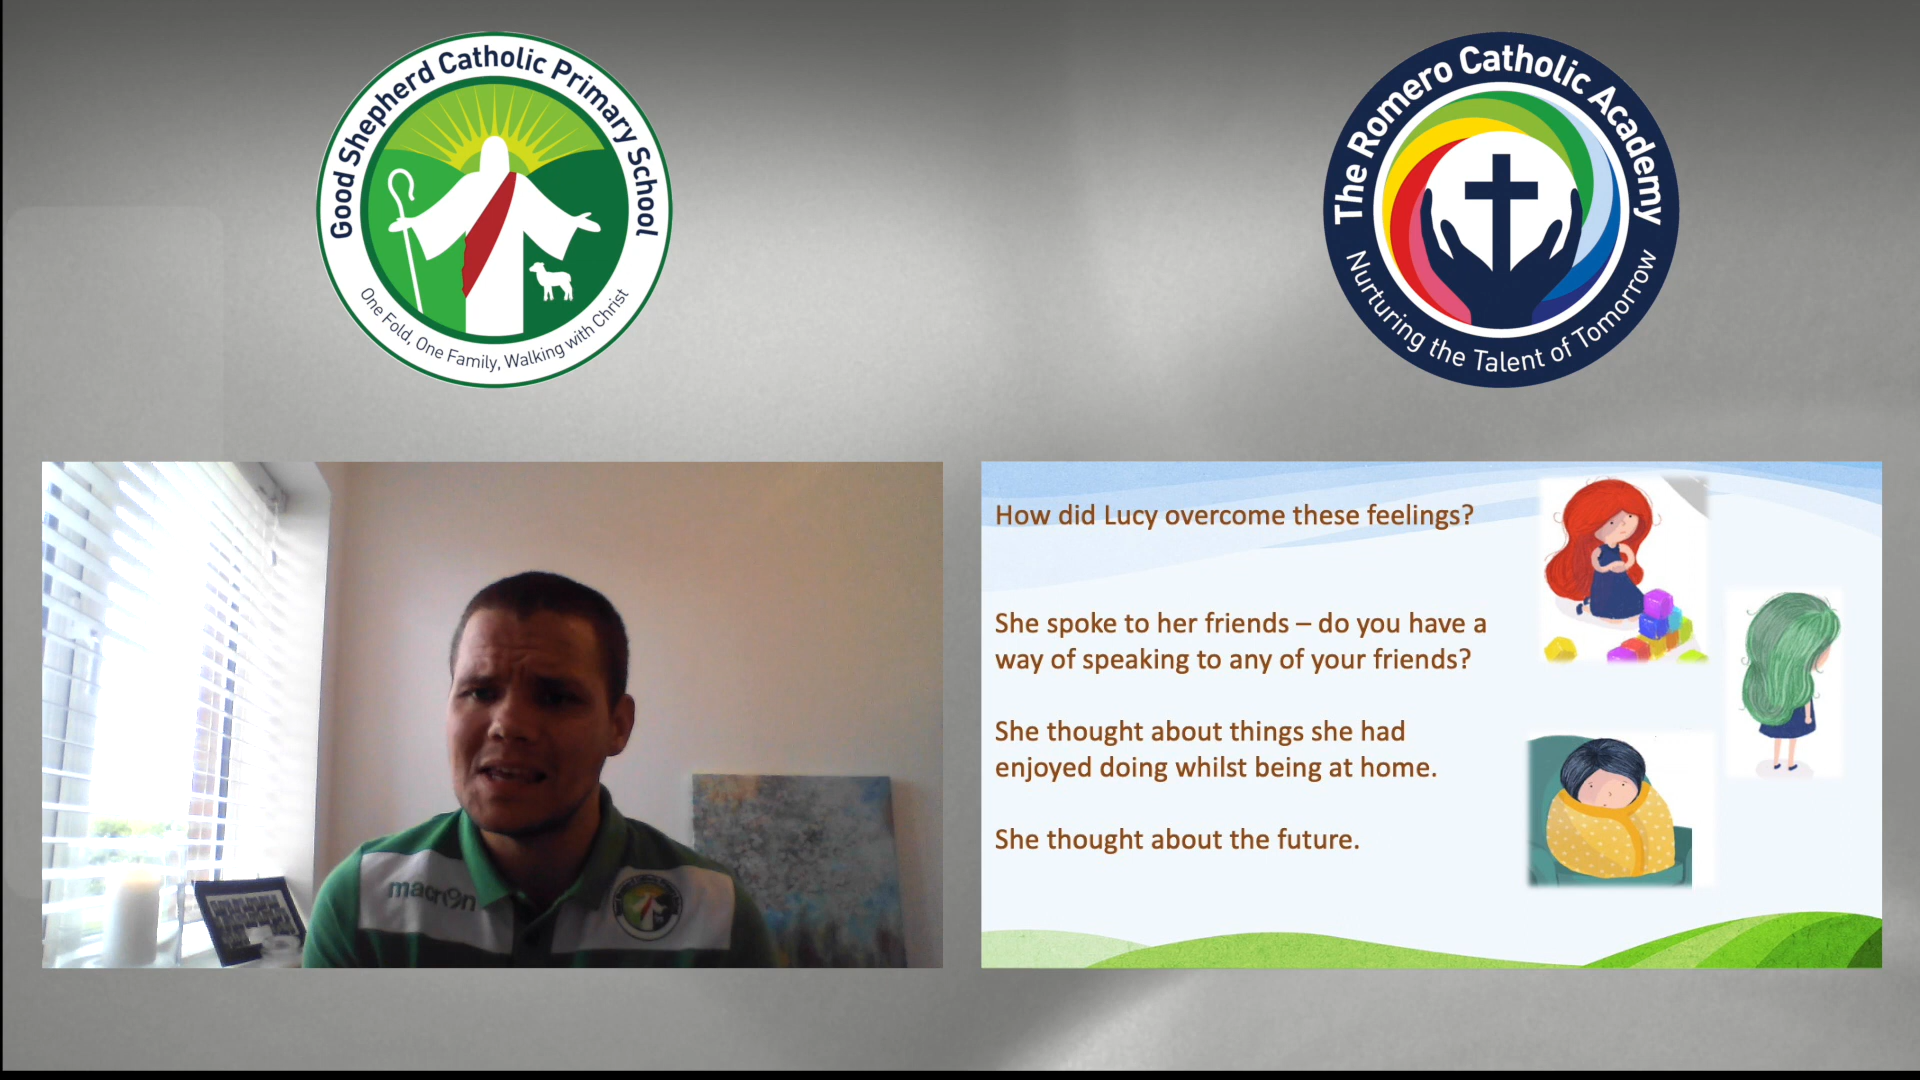 Good Shepherd Catholic Primary School
One Fold, One Family, Walking with Christ
The Romero Catholic Academy
Nurturing the Talent of Tomorrow
How did Lucy overcome these feelings?
She spoke to her friends – do you have a
way of speaking to any of your friends?
She thought about things she had
enjoyed doing whilst being at home.
She thought about the future.
macron